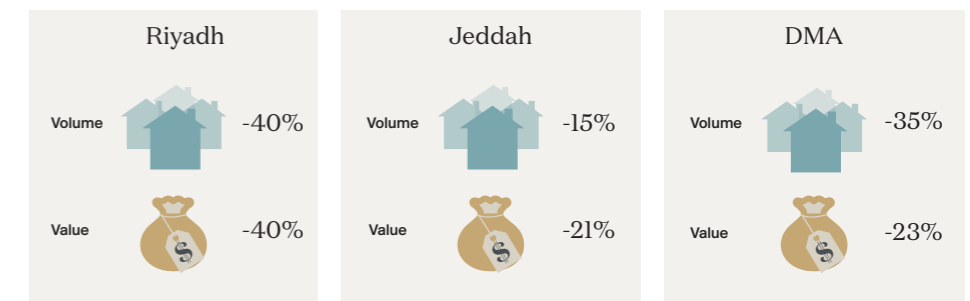 Riyadh
Volume -40%
Value $ -40%
Jeddah
Volume -15%
Value $ -21%
DMA
Volume -35%
Value $ -23%